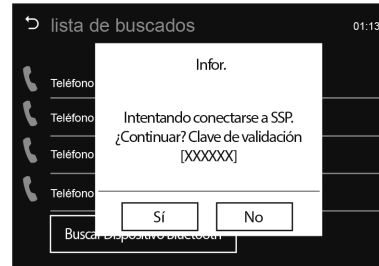 lista de buscados
01:13
Infor.
Teléfono
Intentando conectarse a SSP.
Teléfono
¿Continuar? Clave de validación
Teléfono
[XXXXXX]
Teléfono
Sí
No
Buscar Dispositivo Bluetooth